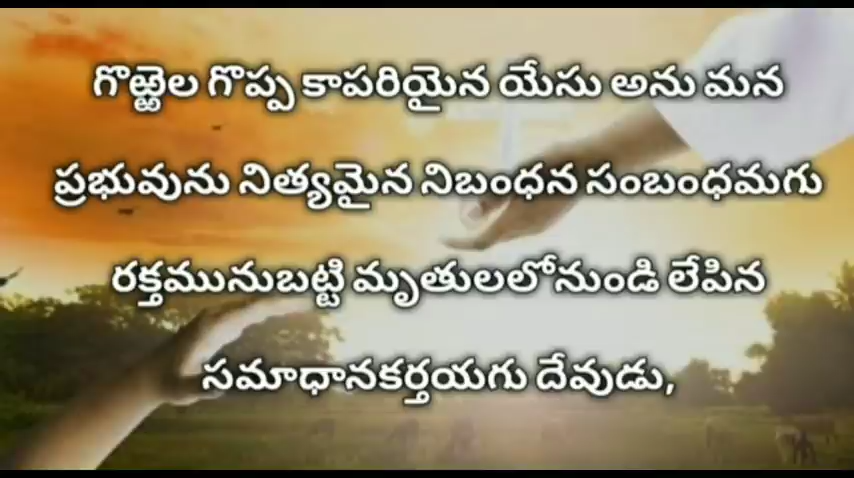 గొఱ్ఱెల గొప్ప కాపరియైన యేసు అను మన
ప్రభువును నిత్యమైన నిబంధన సంబంధమగు
రక్తమునుబట్టి మృతులలోనుండి లేపిన
సమాధానకర్తయగు దేవుడు,